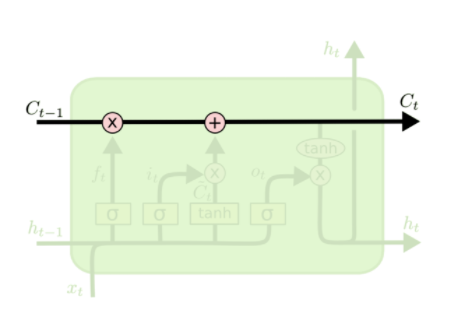 h_t
C_{t-1} x + C_t
tanh
f_t i_t x o_t x
C̃_t
σ σ tanh σ
h_{t-1} h_t
x_t